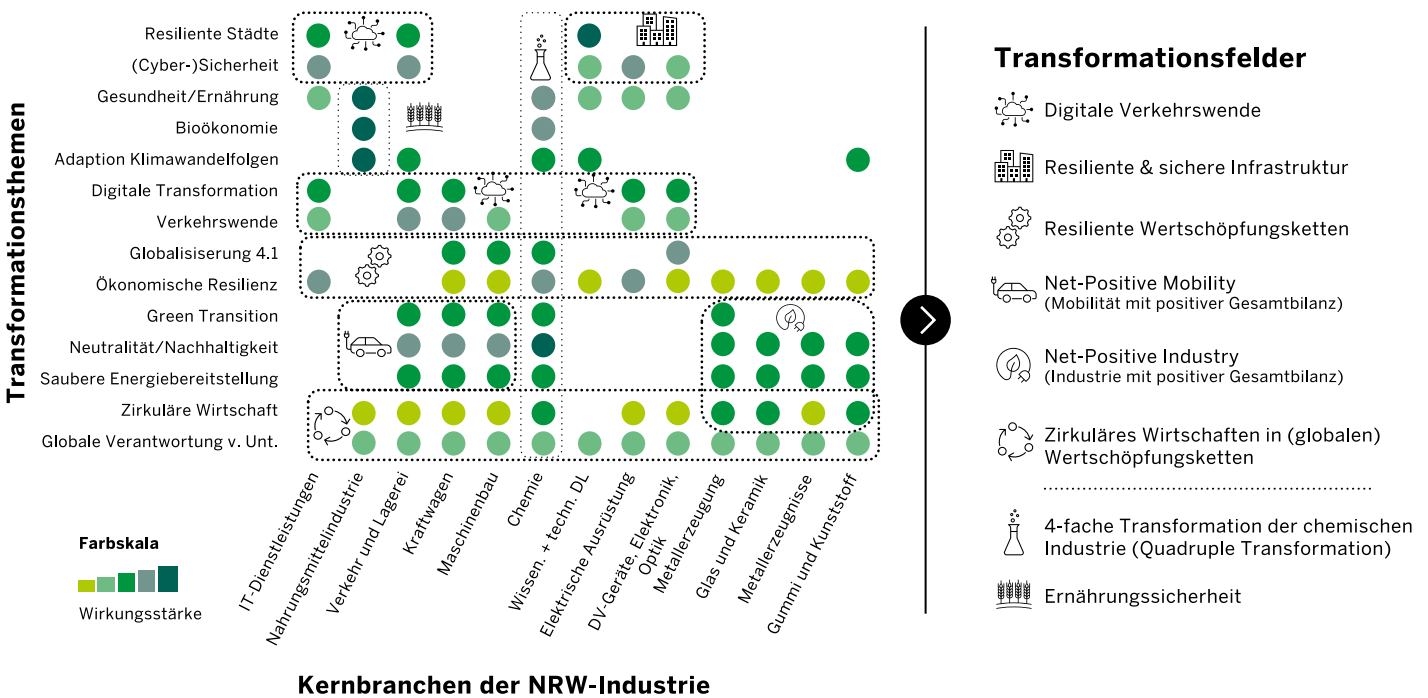 Transformationsthemen
Resiliente Städte
(Cyber-)Sicherheit
Gesundheit/Ernährung
Bioökonomie
Adaption Klimawandelfolgen
Digitale Transformation
Verkehrswende
Globalisiserung 4.1
Ökonomische Resilienz
Green Transition
Neutralität/Nachhaltigkeit
Saubere Energiebereitstellung
Zirkuläre Wirtschaft
Globale Verantwortung v. Unt.
IT-Dienstleistungen
Nahrungsmittelindustrie
Verkehr und Lagerei
Kraftwagen
Maschinenbau
Chemie
Wissen. + techn. DL
Elektrische Ausrüstung
DV-Geräte, Elektronik,
Optik
Metallerzeugung
Glas und Keramik
Metallerzeugnisse
Gummi und Kunststoff
Farbskala
Wirkungsstärke
Kernbranchen der NRW-Industrie
Transformationsfelder
Digitale Verkehrswende
Resiliente & sichere Infrastruktur
Resiliente Wertschöpfungsketten
Net-Positive Mobility
(Mobilität mit positiver Gesamtbilanz)
Net-Positive Industry
(Industrie mit positiver Gesamtbilanz)
Zirkuläres Wirtschaften in (globalen)
Wertschöpfungsketten
4-fache Transformation der chemischen
Industrie (Quadruple Transformation)
Ernährungssicherheit